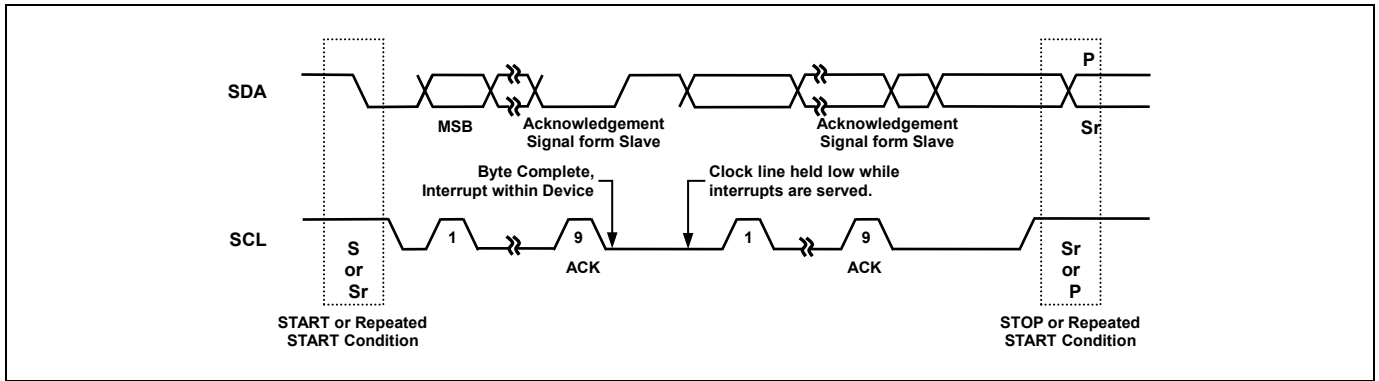 P
SDA
MSB
Acknowledgement
Signal form Slave
Acknowledgement
Signal form Slave
Sr
Byte Complete,
Interrupt within Device
Clock line held low while
interrupts are served.
SCL
1
9
1
9
ACK
ACK
S
or
Sr
Sr
or
P
START or Repeated
START Condition
STOP or Repeated
START Condition